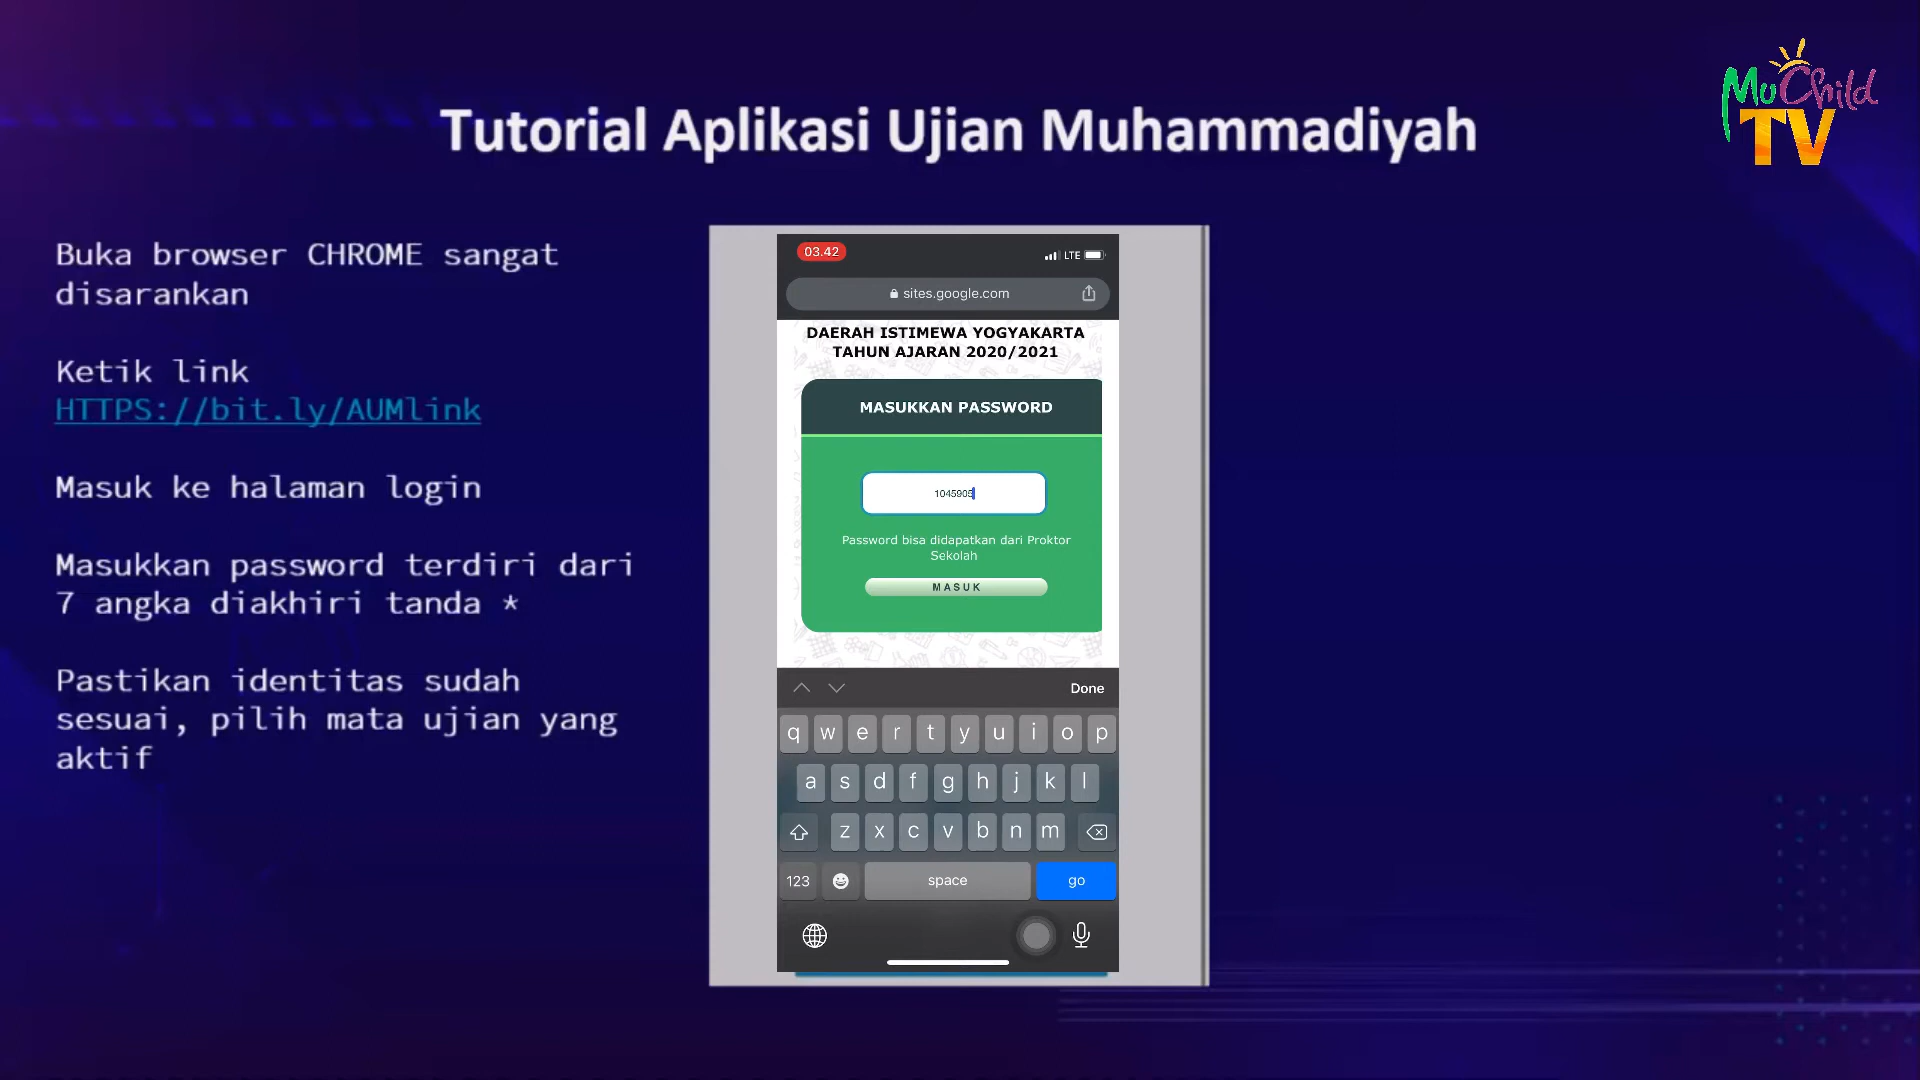 MuChild
TV
Tutorial Aplikasi Ujian Muhammadiyah
Buka browser CHROME sangat
disarankan
Ketik link
HTTPS://bit.ly/AUMlink
Masuk ke halaman login
Masukkan password terdiri dari
7 angka diakhiri tanda *
Pastikan identitas sudah
sesuai, pilih mata ujian yang
aktif
03.42
LTE
sites.google.com
DAERAH ISTIMEWA YOGYAKARTA
TAHUN AJARAN 2020/2021
MASUKKAN PASSWORD
1045905
Password bisa didapatkan dari Proktor
Sekolah
MASUK
Done
q w e r t y u i o p
a s d f g h j k l
z x c v b n m
123 space go